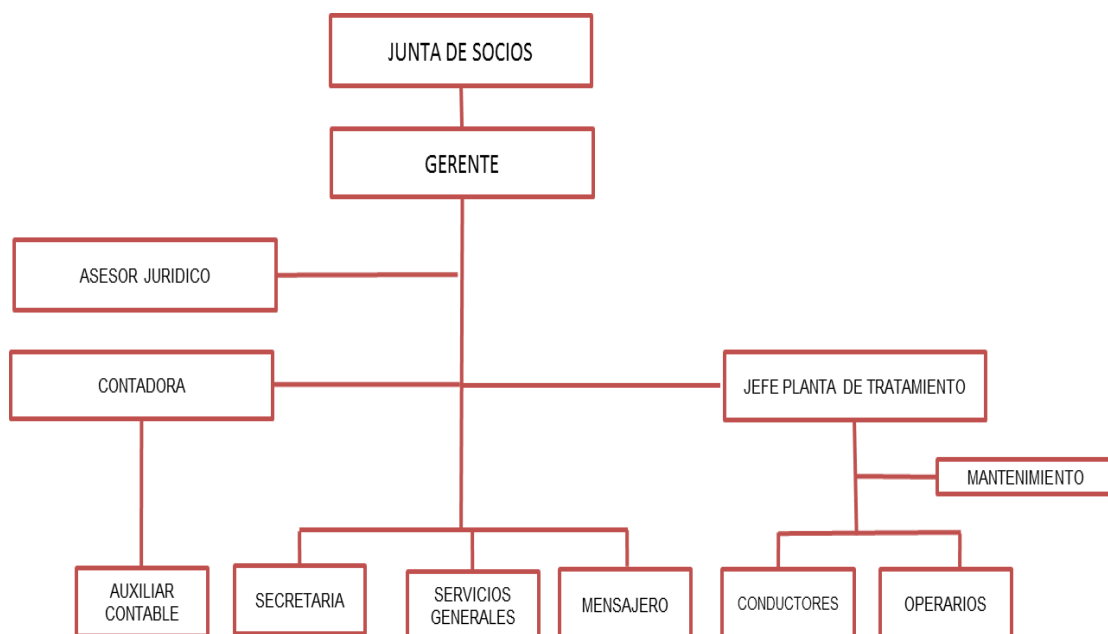 JUNTA DE SOCIOS
GERENTE
ASESOR JURIDICO
CONTADORA
JEFE PLANTA DE TRATAMIENTO
MANTENIMIENTO
AUXILIAR
CONTABLE
SECRETARIA
SERVICIOS
GENERALES
MENSAJERO
CONDUCTORES
OPERARIOS